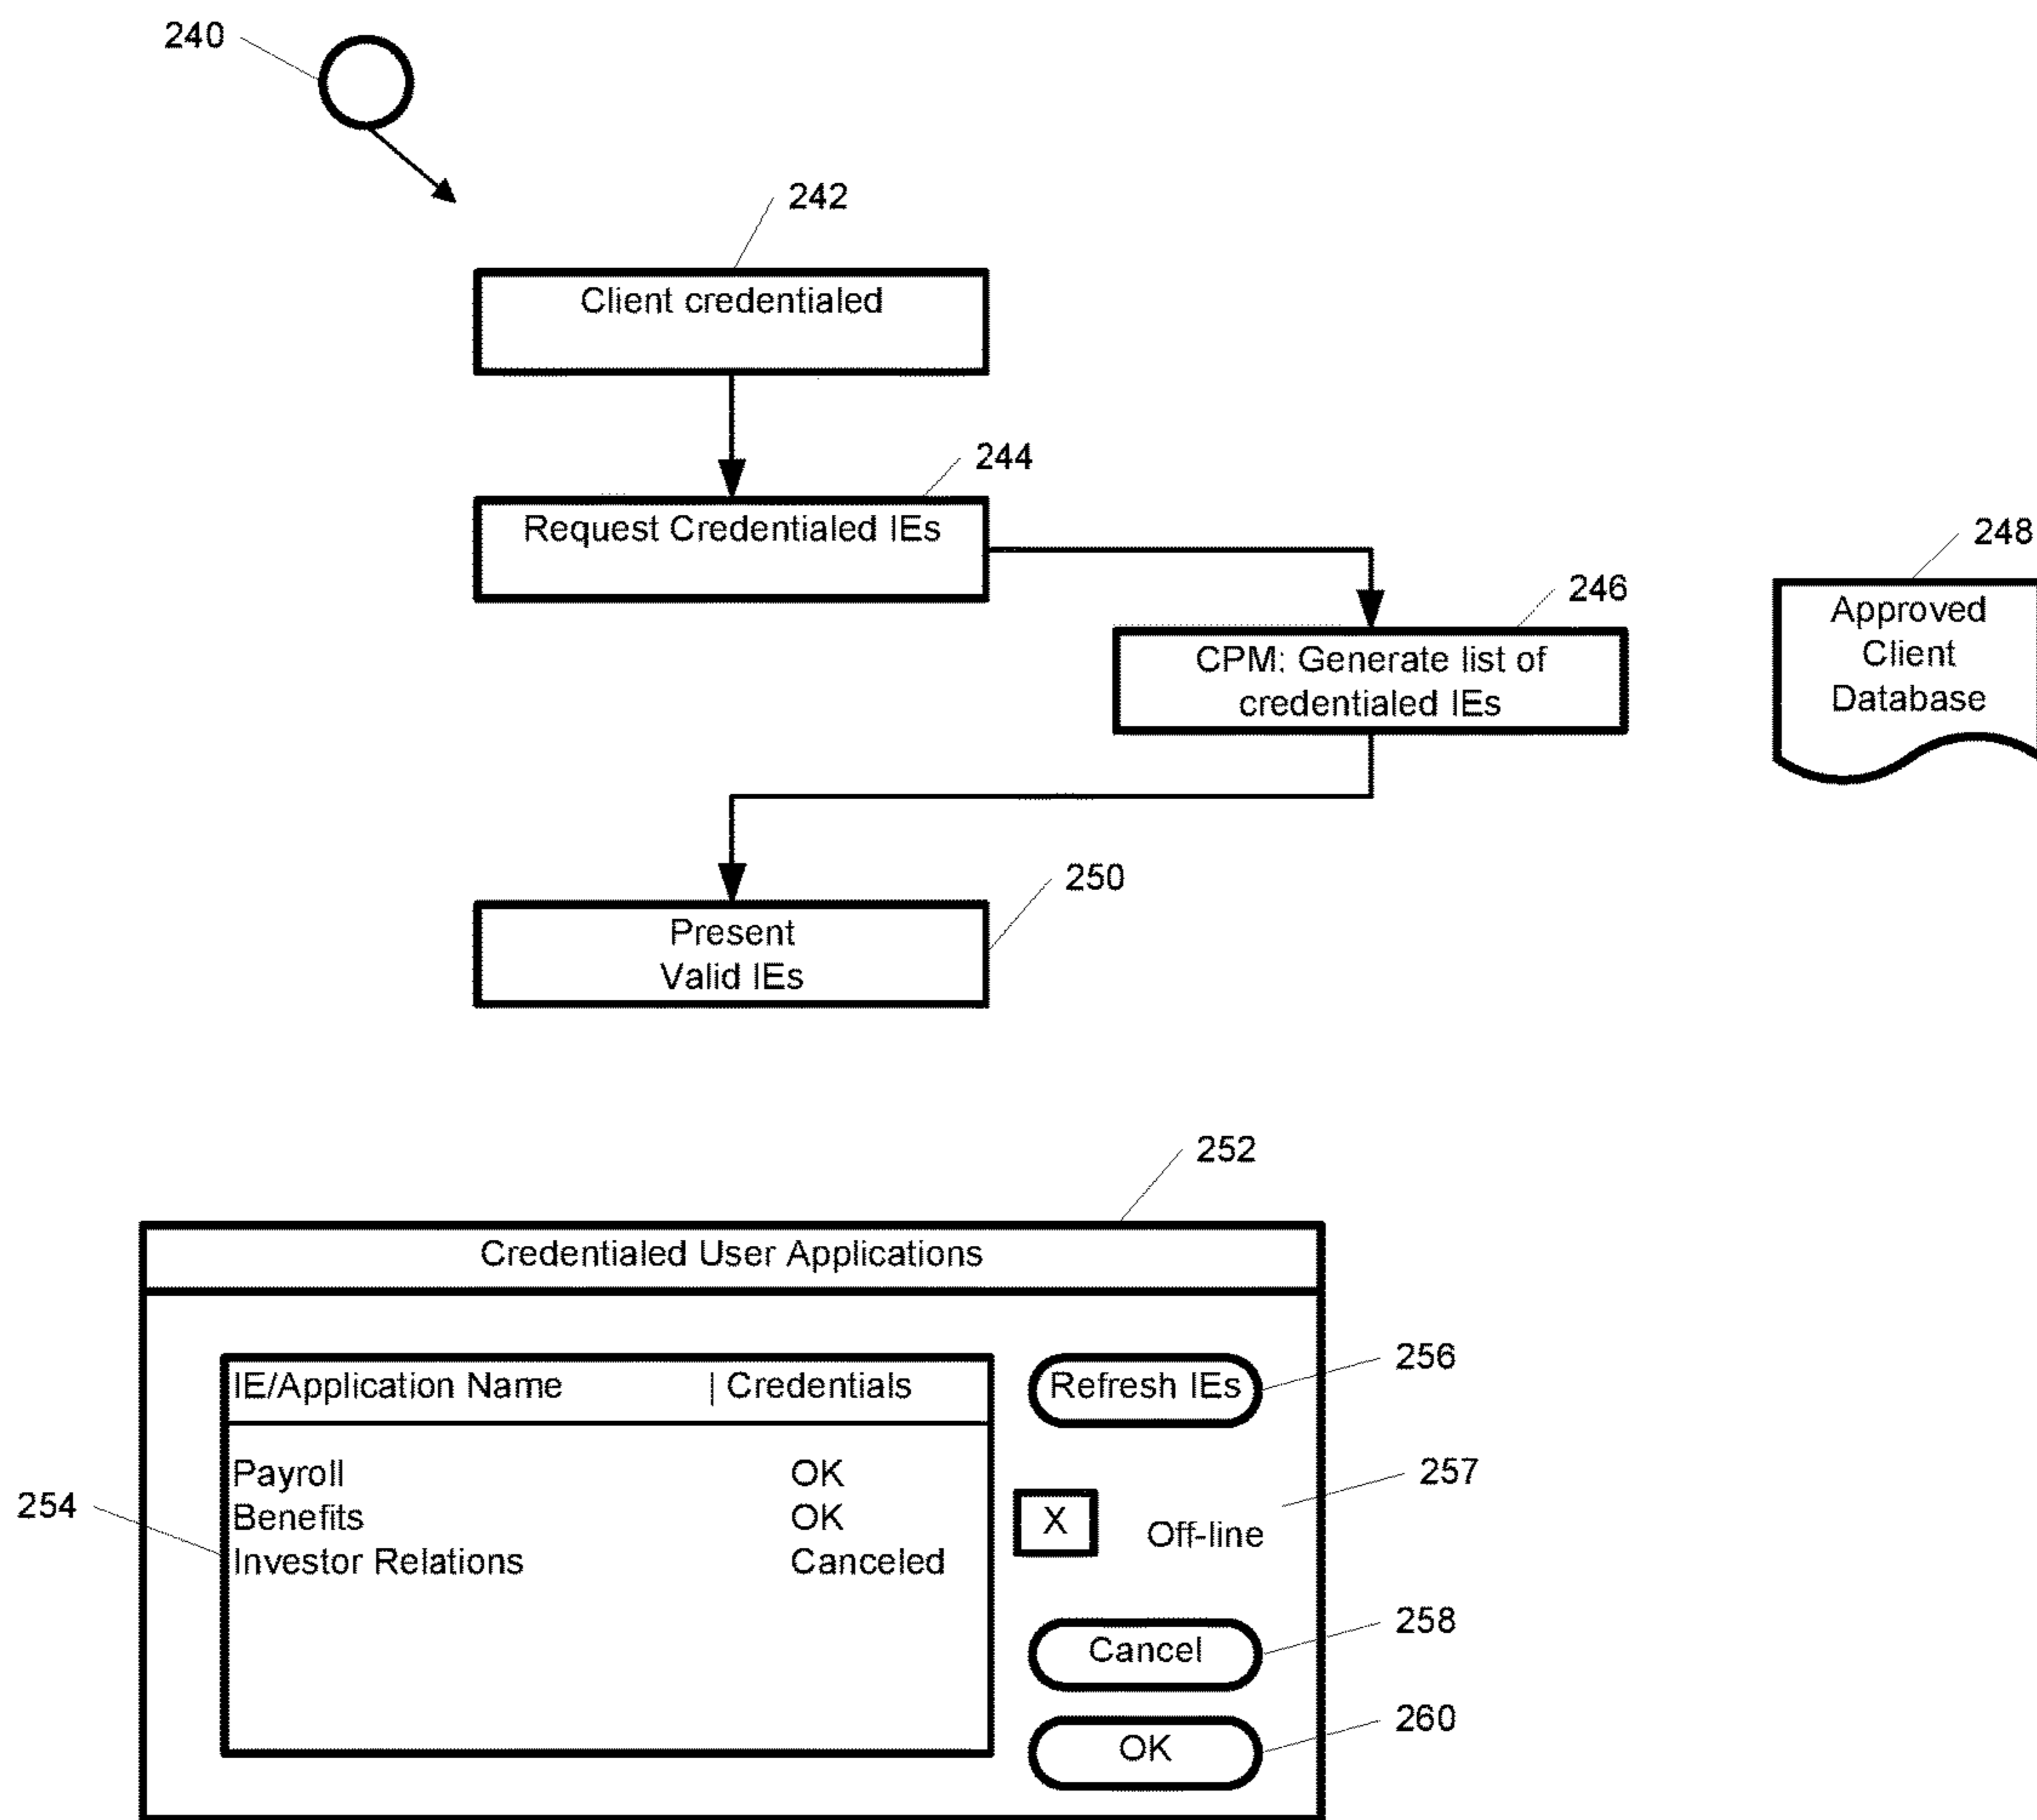 240
242
Client credentialed
244
Request Credentialed IEs
248
246
Approved
Client
Database
CPM: Generate list of
credentialed IEs
250
Present
Valid IEs
252
Credentialed User Applications
IE/Application Name | Credentials
Refresh IEs
256
Payroll OK
Benefits OK
Investor Relations Canceled
254
X Off-line
257
Cancel
258
OK
260